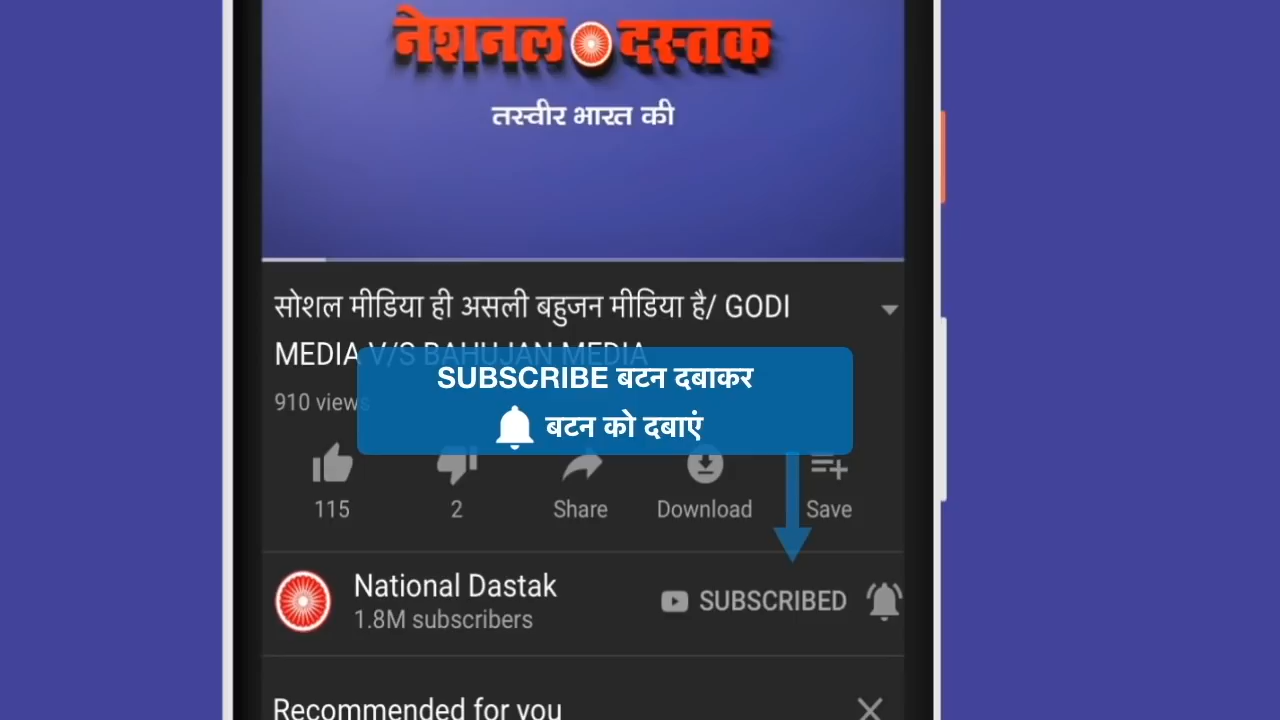 नेशनल दस्तक
तस्वीर भारत की
सोशल मीडिया ही असली बहुजन मीडिया है/ GODI
MEDIA V/S BAHUJAN MEDIA
910 views
SUBSCRIBE बटन दबाकर
बटन को दबाएं
115
2
Share
Download
Save
National Dastak
1.8M subscribers
SUBSCRIBED
Recommended for you